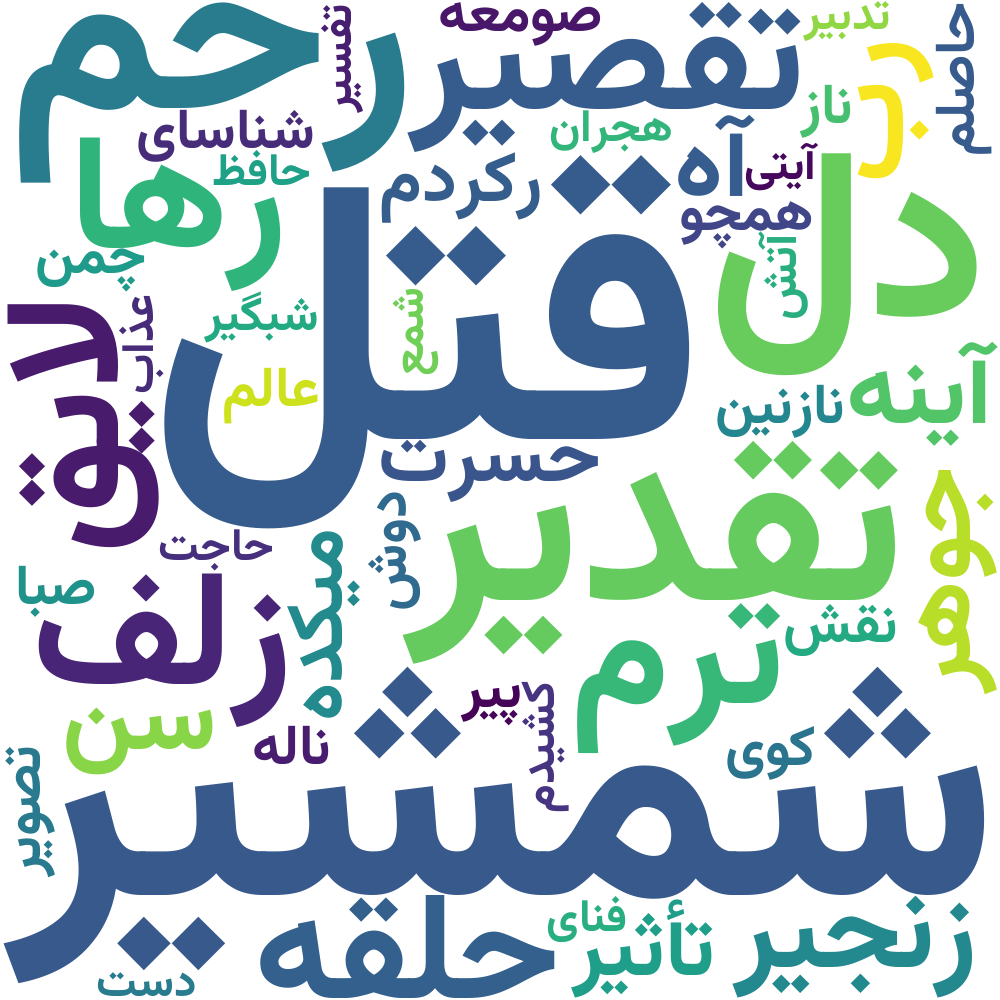 صومعه
تدبیر
تفسیر
رحم
تقصیر
رب
حاصلم
ناز
شناسای
هجران
آه
آیتی
دل
رها
حافظ
رکردم
همچو
قتل
چمن
آتش
لایق
عذاب
شبگیر
شمع
عالم
آینه
نازنین
حسرت
تقدیر
جوهر
دوش
حاجت
میکده
صبا
زلف
نقش
ترم
سن
ناله
پیر
کشیدم
کوی
تصویر
شمشیر
حلقه
فنای
تأثیر
زنجیر
دست